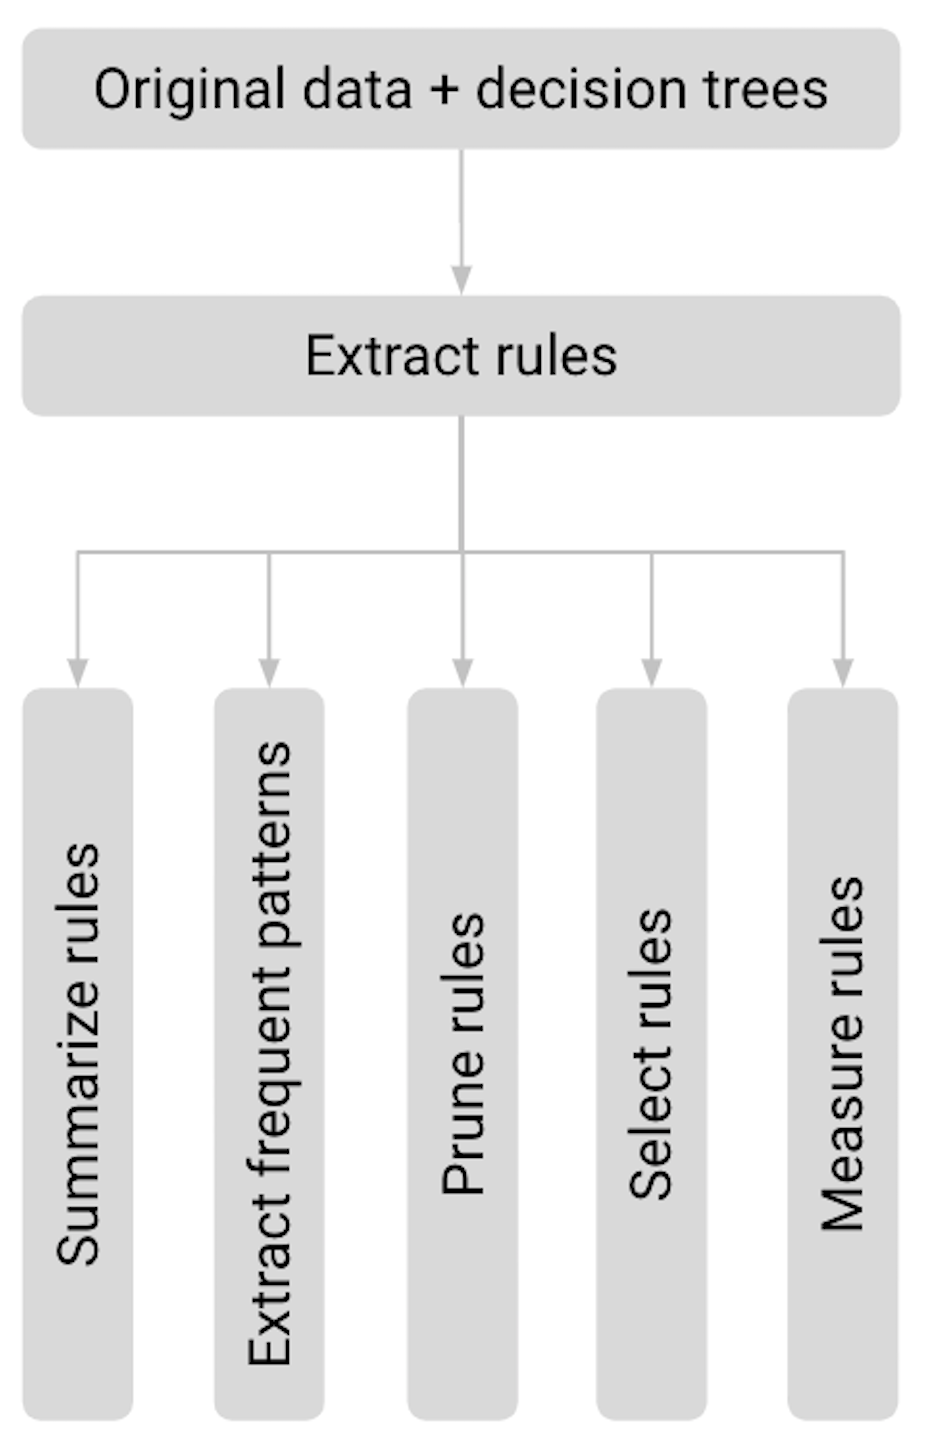 Original data + decision trees
Extract rules
Summarize rules
Extract frequent patterns
Prune rules
Select rules
Measure rules